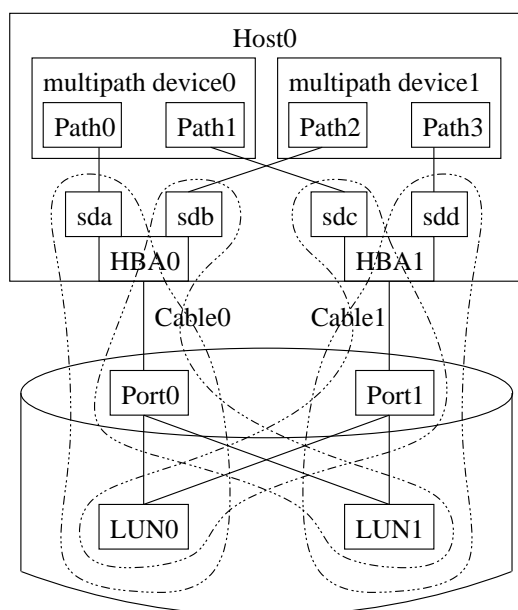 Host0
multipath device0 multipath device1
Path0 Path1 Path2 Path3
sda sdb sdc sdd
HBA0 HBA1
Cable0 Cable1
Port0 Port1
LUN0 LUN1